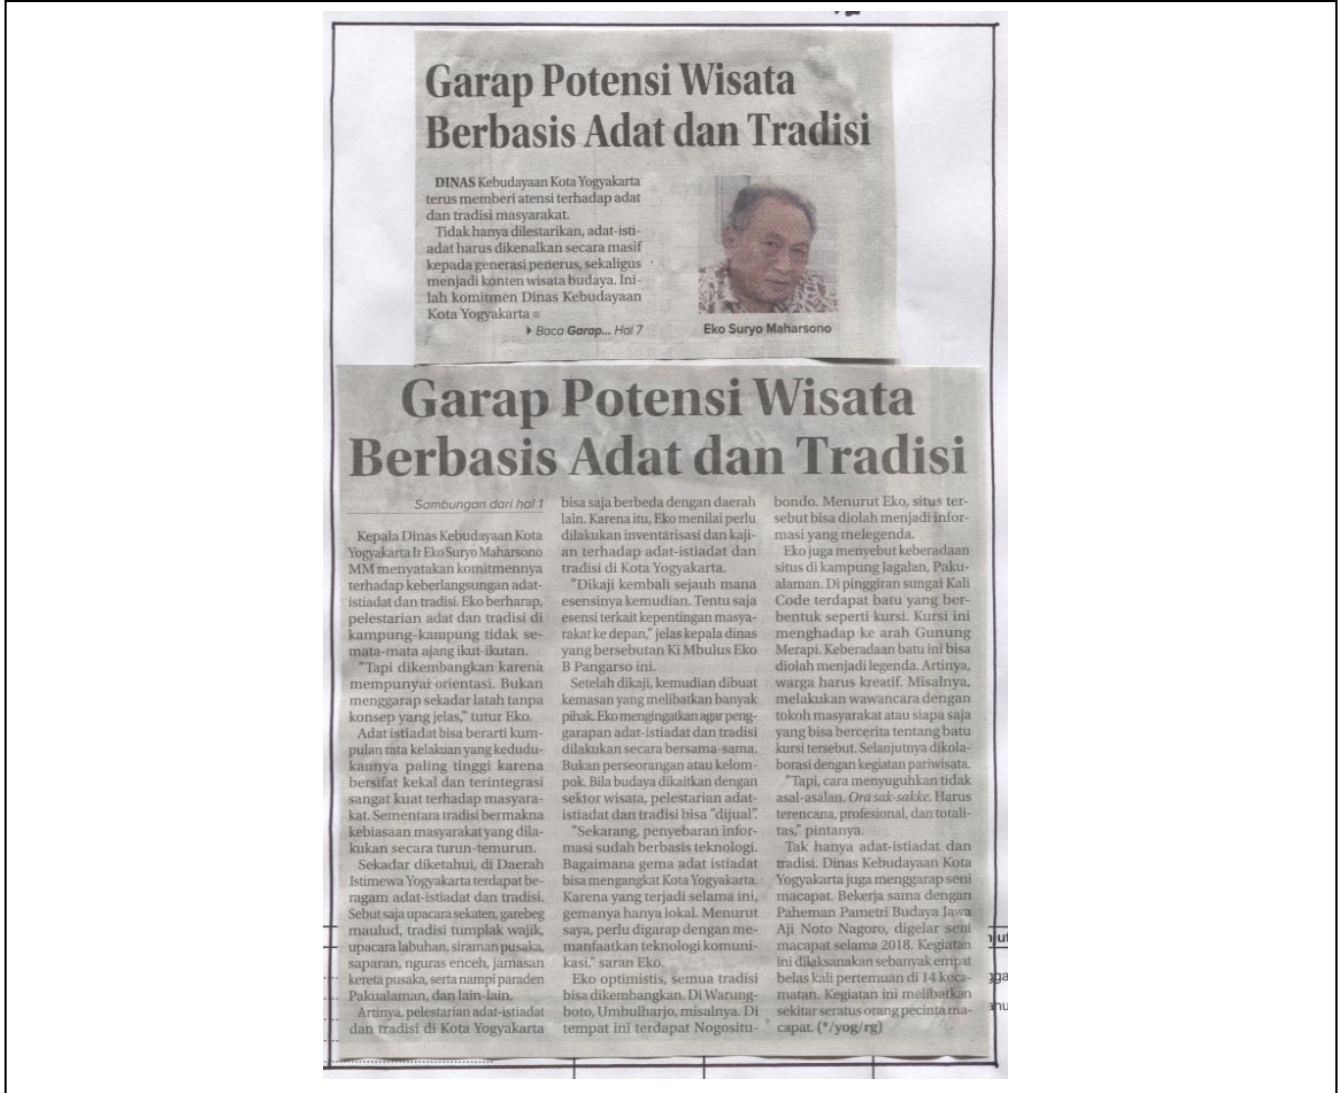 Garap Potensi Wisata
Berbasis Adat dan Tradisi
DINAS Kebudayaan Kota Yogyakarta
terus memberi atensi terhadap adat
dan tradisi masyarakat.
Tidak hanya dilestarikan, adat-isti-
adat harus dikenalkan secara masif
kepada generasi penerus, sekaligus
menjadi konten wisata budaya. Ini-
lah komitmen Dinas Kebudayaan
Kota Yogyakarta
Baca Garap... Hal 7
Eko Suryo Maharsono
Garap Potensi Wisata
Berbasis Adat dan Tradisi
Sambungan dari hal 1
Kepala Dinas Kebudayaan Kota
Yogyakarta Ir Eko Suryo Maharsono
MM menyatakan komitmennya
terhadap keberlangsungan adat-
istiadat dan tradisi. Eko berharap,
pelestarian adat dan tradisi di
kampung-kampung tidak se-
mata-mata ajang ikut-ikutan.
"Tapi dikembangkan karena
mempunyai orientasi. Bukan
menggarap sekadar latah tanpa
konsep yang jelas," tutur Eko.
Adat istiadat bisa berarti kum-
pulan tata kelakuan yang kedudu-
kannya paling tinggi karena
bersifat kekal dan terintegrasi
sangat kuat terhadap masyara-
kat. Sementara tradisi bermakna
kebiasaan masyarakat yang dila-
kukan secara turun-temurun.
Sekadar diketahui, di Daerah
Istimewa Yogyakarta terdapat be-
ragam adat-istiadat dan tradisi.
Sebut saja upacara sekaten, garebeg
maulud, tradisi tumplak wajik,
upacara labuhan, siraman pusaka,
saparan, nguras enceh, jamasan
kereta pusaka, serta nampi paraden
Pakualaman, dan lain-lain.
Artinya, pelestarian adat-istiadat
dan tradisi di Kota Yogyakarta
bisa saja berbeda dengan daerah
lain. Karena itu, Eko menilai perlu
dilakukan inventarisasi dan kaji-
an terhadap adat-istiadat dan
tradisi di Kota Yogyakarta.
"Dikaji kembali sejauh mana
esensinya kemudian. Tentu saja
esensi terkait kepentingan masya-
rakat ke depan," jelas kepala dinas
yang bersebutan Ki Mbulus Eko
B Pangarso ini.
Setelah dikaji, kemudian dibuat
kemasan yang melibatkan banyak
pihak. Eko mengingatkan agar peng-
garapan adat-istiadat dan tradisi
dilakukan secara bersama-sama.
Bukan perseorangan atau kelom-
pok. Bila budaya dikaitkan dengan
sektor wisata, pelestarian adat-
istiadat dan tradisi bisa "dijual".
"Sekarang, penyebaran infor-
masi sudah berbasis teknologi.
Bagaimana gema adat istiadat
bisa mengangkat Kota Yogyakarta.
Karena yang terjadi selama ini,
gemanya hanya lokal. Menurut
saya, perlu digarap dengan me-
manfaatkan teknologi komuni-
kasi," saran Eko.
Eko optimistis, semua tradisi
bisa dikembangkan. Di Warung-
boto, Umbulharjo, misalnya. Di
tempat ini terdapat Nogositu-
bondo. Menurut Eko, situs ter-
sebut bisa diolah menjadi infor-
masi yang melegenda.
Eko juga menyebut keberadaan
situs di kampung Jagalan, Paku-
alaman. Di pinggiran sungai Kali
Code terdapat batu yang ber-
bentuk seperti kursi. Kursi ini
menghadap ke arah Gunung
Merapi. Keberadaan batu ini bisa
diolah menjadi legenda. Artinya,
warga harus kreatif. Misalnya,
melakukan wawancara dengan
tokoh masyarakat atau siapa saja
yang bisa bercerita tentang batu
kursi tersebut. Selanjutnya dikola-
borasi dengan kegiatan pariwisata.
"Tapi, cara menyuguhkan tidak
asal-asalan. Ora sak-sakke. Harus
terencana, profesional, dan totali-
tas," pintanya.
Tak hanya adat-istiadat dan
tradisi. Dinas Kebudayaan Kota
Yogyakarta juga menggarap seni
macapat. Bekerja sama dengan
Paheman Pametri Budaya Jawa
Aji Noto Nagoro, digelar seni
macapat selama 2018. Kegiatan
ini dilaksanakan sebanyak empat
belas kali pertemuan di 14 keca-
matan. Kegiatan ini melibatkan
sekitar seratus orang pecinta ma-
capat. (*/yog/rg)